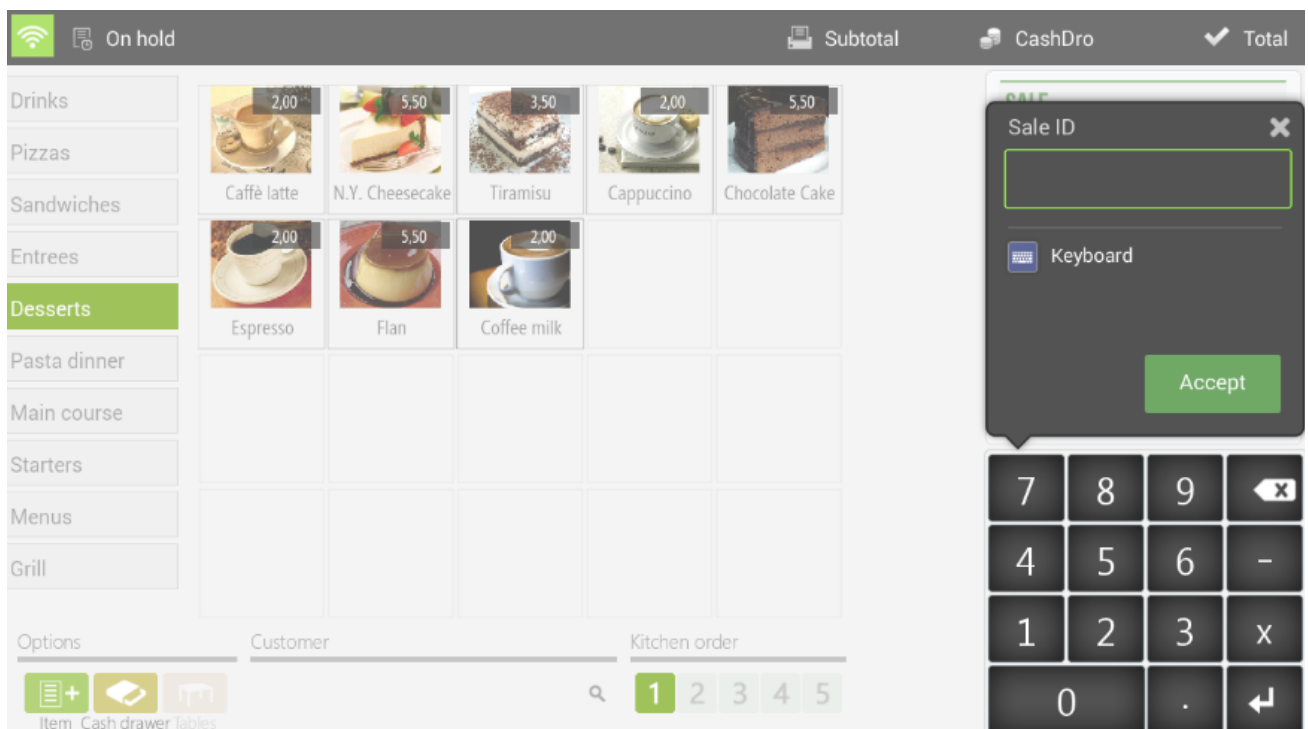 On hold
Subtotal
CashDro
Total
Drinks
Pizzas
Sandwiches
Entrees
Desserts
Pasta dinner
Main course
Starters
Menus
Grill
2,00
5,50
3,50
2,00
5,50
Caffè latte
N.Y. Cheesecake
Tiramisu
Cappuccino
Chocolate Cake
2,00
5,50
2,00
Espresso
Flan
Coffee milk
SALE
Sale ID
Keyboard
Accept
7 8 9
4 5 6 -
1 2 3 x
0 .
Options
Customer
Kitchen order
1 2 3 4 5
Item
Cash drawer
Tables